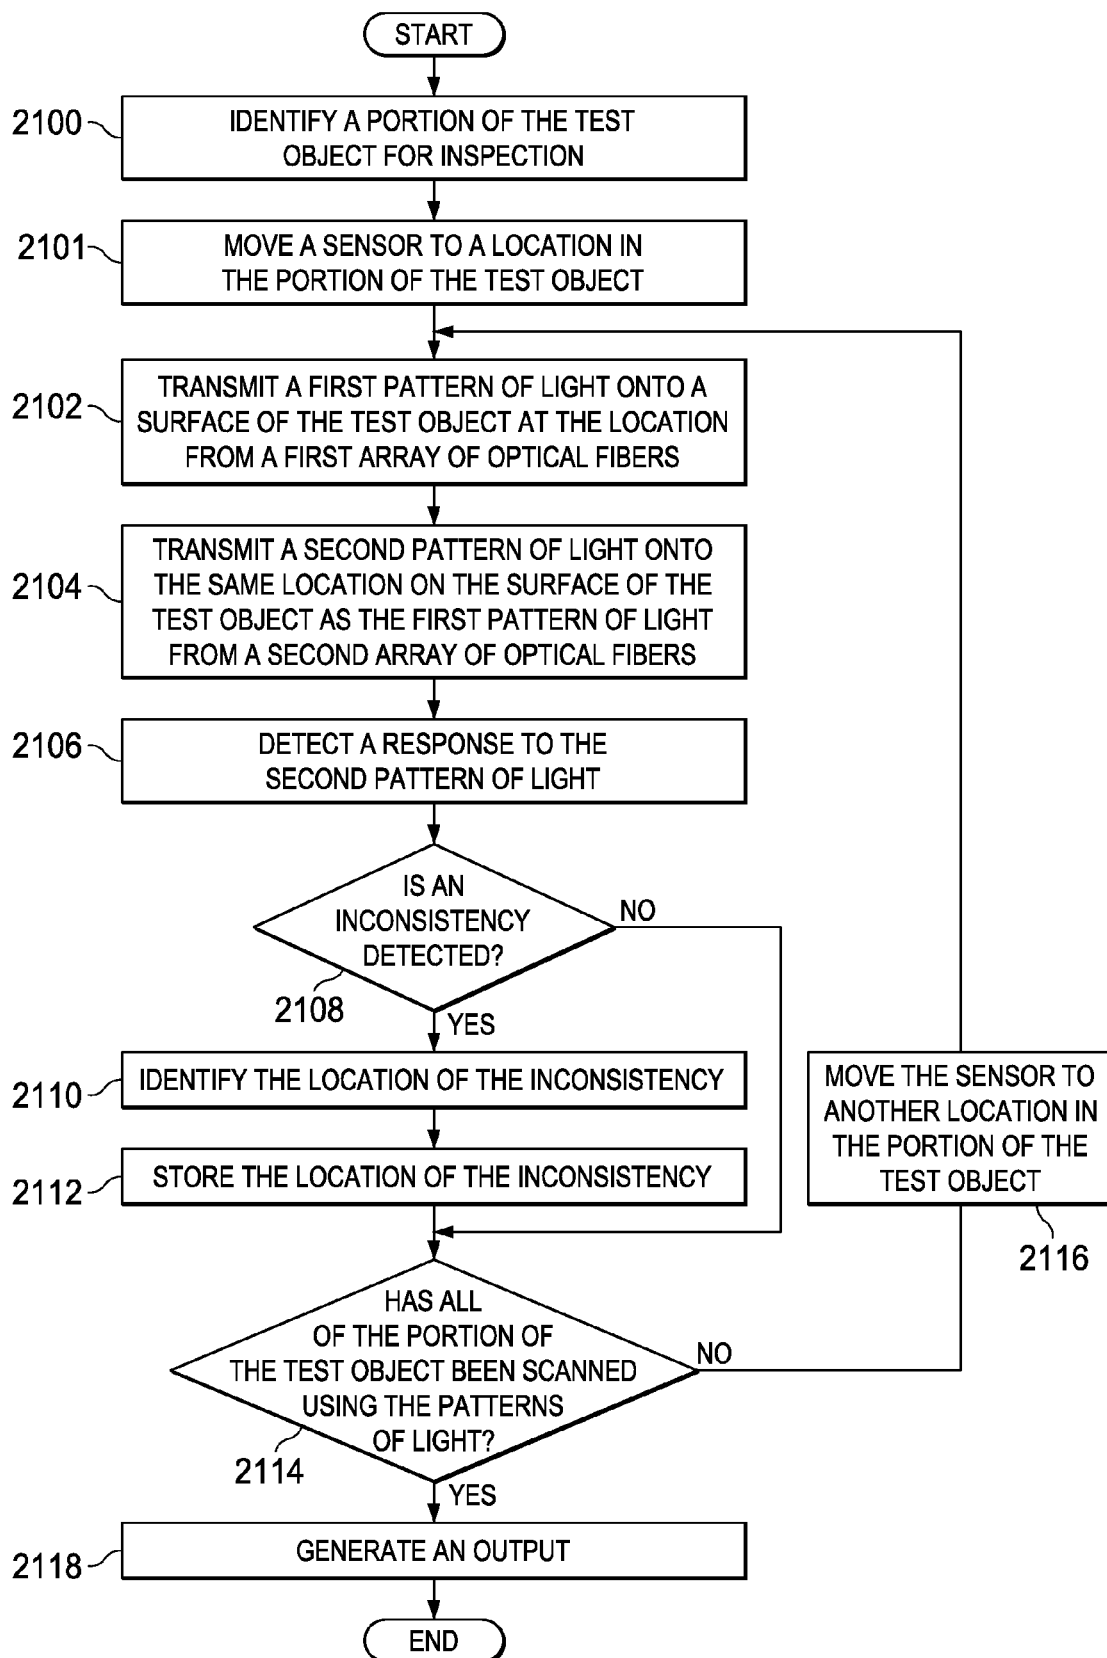 START
2100
IDENTIFY A PORTION OF THE TEST
OBJECT FOR INSPECTION
2101
MOVE A SENSOR TO A LOCATION IN
THE PORTION OF THE TEST OBJECT
2102
TRANSMIT A FIRST PATTERN OF LIGHT ONTO A
SURFACE OF THE TEST OBJECT AT THE LOCATION
FROM A FIRST ARRAY OF OPTICAL FIBERS
2104
TRANSMIT A SECOND PATTERN OF LIGHT ONTO
THE SAME LOCATION ON THE SURFACE OF THE
TEST OBJECT AS THE FIRST PATTERN OF LIGHT
FROM A SECOND ARRAY OF OPTICAL FIBERS
2106
DETECT A RESPONSE TO THE
SECOND PATTERN OF LIGHT
IS AN
INCONSISTENCY
DETECTED?
NO
2108
YES
2110
IDENTIFY THE LOCATION OF THE INCONSISTENCY
2112
STORE THE LOCATION OF THE INCONSISTENCY
MOVE THE SENSOR TO
ANOTHER LOCATION IN
THE PORTION OF THE
TEST OBJECT
2116
HAS ALL
OF THE PORTION OF
THE TEST OBJECT BEEN SCANNED
USING THE PATTERNS
OF LIGHT?
NO
2114
YES
2118
GENERATE AN OUTPUT
END